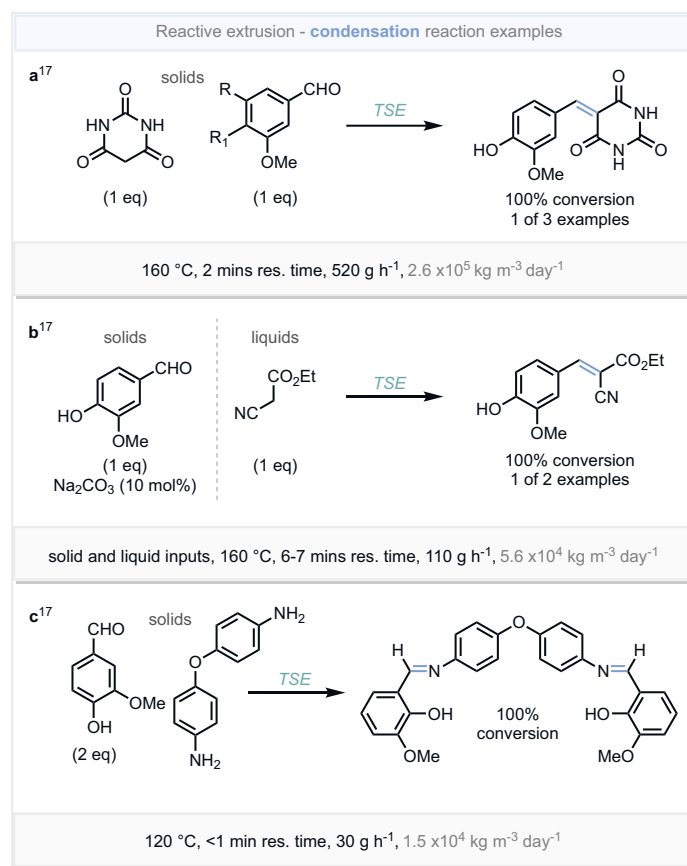 Reactive extrusion - condensation reaction examples
a17
solids
O
HN
NH
O
O
(1 eq)
R
CHO
R1
OMe
(1 eq)
TSE
O
NH
HO
O
N
H
O
OMe
100% conversion
1 of 3 examples
160 °C, 2 mins res. time, 520 g h-1, 2.6 x105 kg m-3 day-1
b17
solids
liquids
CHO
HO
OMe
(1 eq)
Na2CO3 (10 mol%)
CO2Et
NC
(1 eq)
TSE
CO2Et
HO
CN
OMe
100% conversion
1 of 2 examples
solid and liquid inputs, 160 °C, 6-7 mins res. time, 110 g h-1, 5.6 x104 kg m-3 day-1
c17
CHO
solids
OMe
OH
(2 eq)
NH2
O
NH2
TSE
O
H
N
N
H
OH
HO
OMe
MeO
100%
conversion
120 °C, <1 min res. time, 30 g h-1, 1.5 x104 kg m-3 day-1